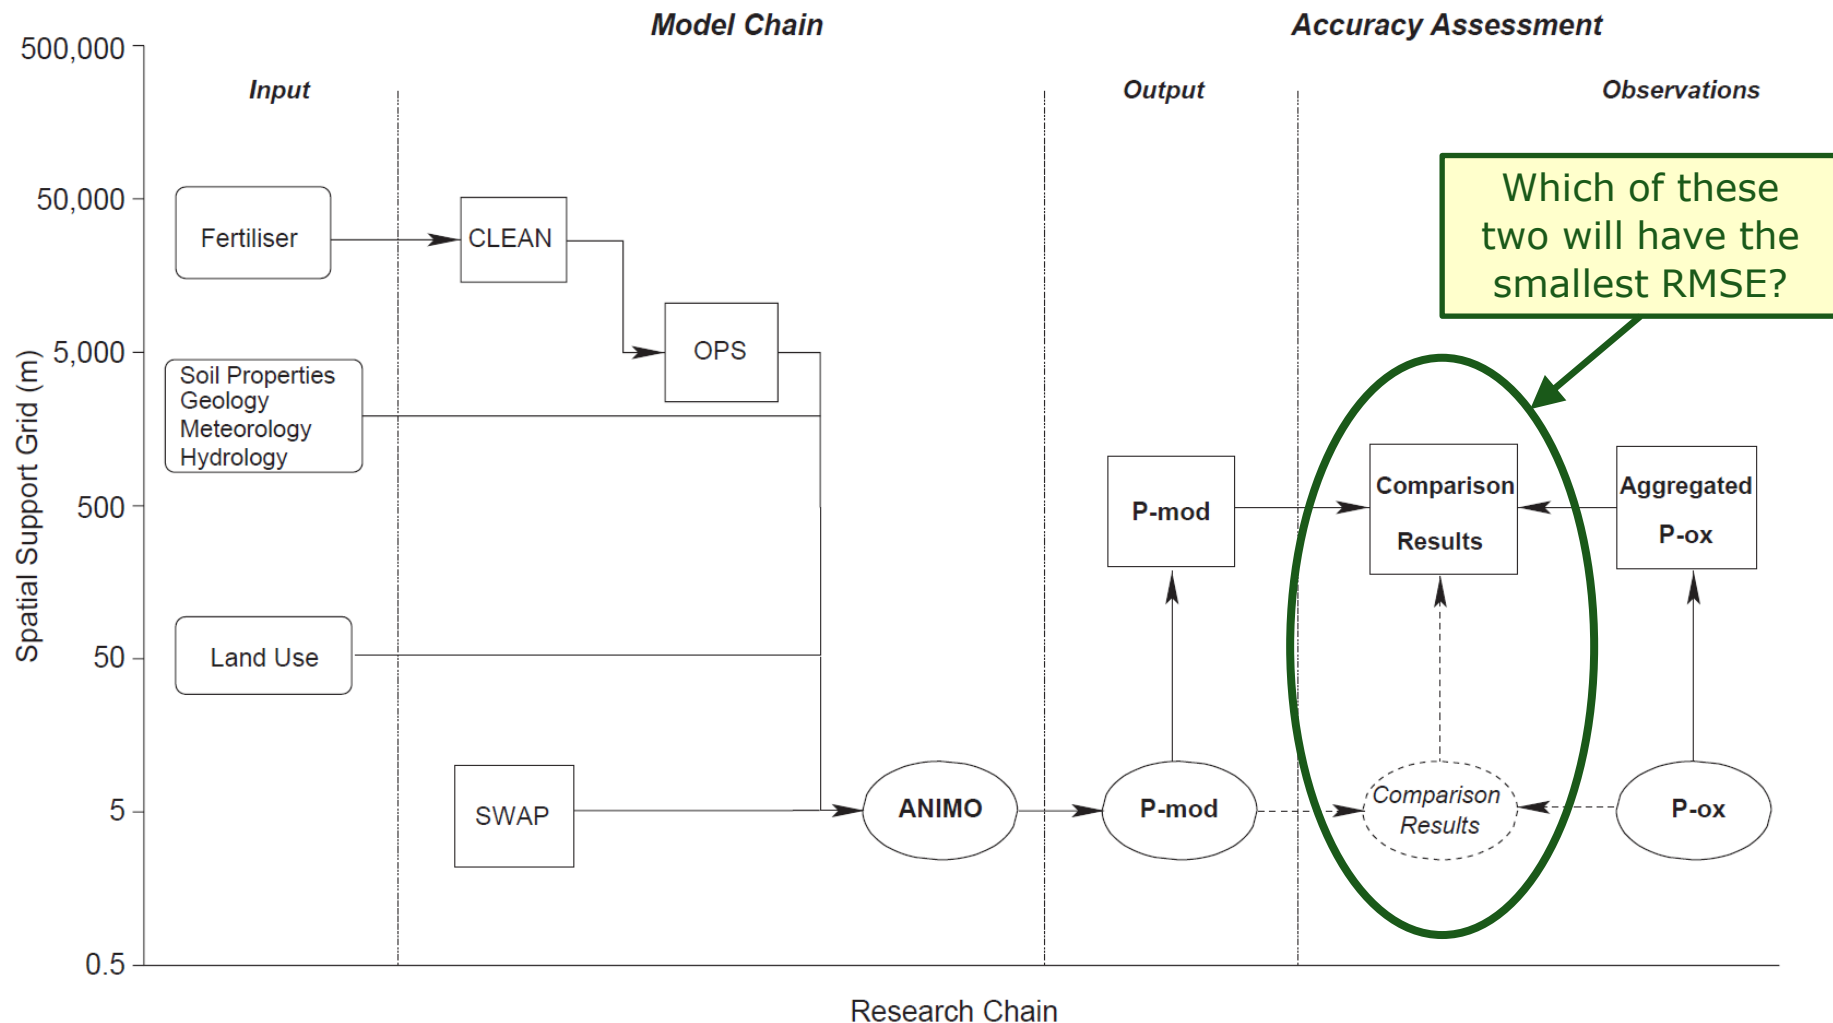 Model Chain
Accuracy Assessment
500,000
Input
Output
Observations
Which of these
two will have the
smallest RMSE?
50,000
Fertiliser
CLEAN
5,000
OPS
Soil Properties
Geology
Meteorology
Hydrology
Spatial Support Grid (m)
500
P-mod
Comparison
Results
Aggregated
P-ox
50
Land Use
5
SWAP
ANIMO
P-mod
Comparison
Results
P-ox
0.5
Research Chain